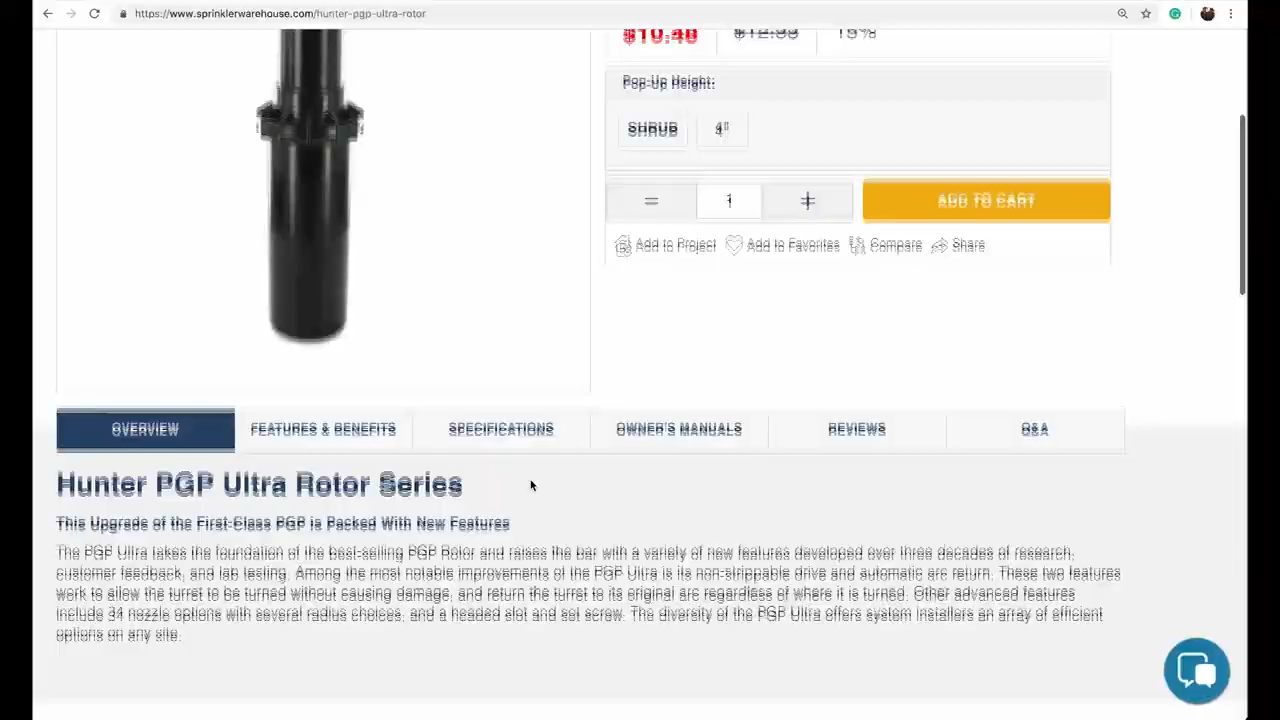 https://www.sprinklerwarehouse.com/hunter-pgp-ultra-rotor
Pop-Up Height:
SHRUB 4"
1 ADD TO CART
Add to Project Add to Favorites Compare Share
OVERVIEW FEATURES & BENEFITS SPECIFICATIONS OWNER'S MANUALS REVIEWS Q&A
Hunter PGP Ultra Rotor Series
This Upgrade of the First-Class PGP is Packed With New Features
The PGP Ultra takes the foundation of the best-selling PGP Rotor and raises the bar with a variety of new features developed over three decades of research,
customer feedback, and lab testing. Among the most notable improvements of the PGP Ultra is its non-strippable drive and automatic arc return. These two features
work to allow the turret to be turned without causing damage, and return the turret to its original arc regardless of where it is turned. Other advanced features
include 34 nozzle options with several radius choices, and a headed slot and set screw. The diversity of the PGP Ultra offers system installers an array of efficient
options on any site.